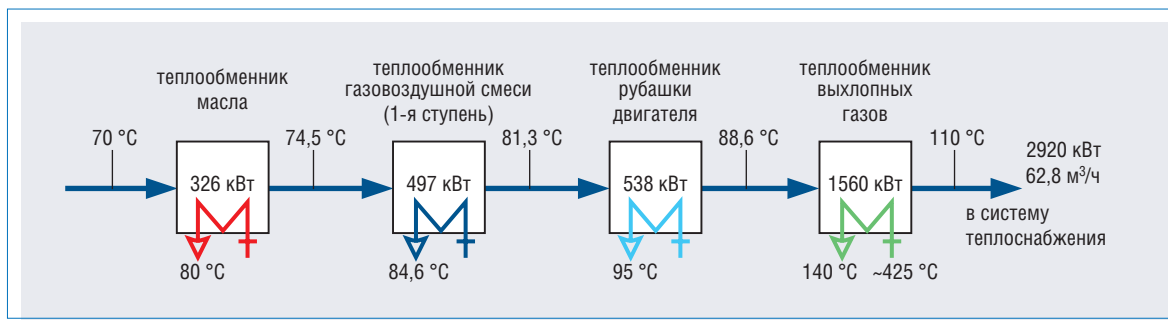 теплообменник
масла
теплообменник
газовоздушной смеси
(1-я ступень)
теплообменник
рубашки
двигателя
теплообменник
выхлопных
газов
70 °C
74,5 °C
81,3 °C
88,6 °C
110 °C
2920 кВт
62,8 м³/ч
326 кВт
497 кВт
538 кВт
1560 кВт
в систему
теплоснабжения
80 °C
84,6 °C
95 °C
140 °C
~425 °C